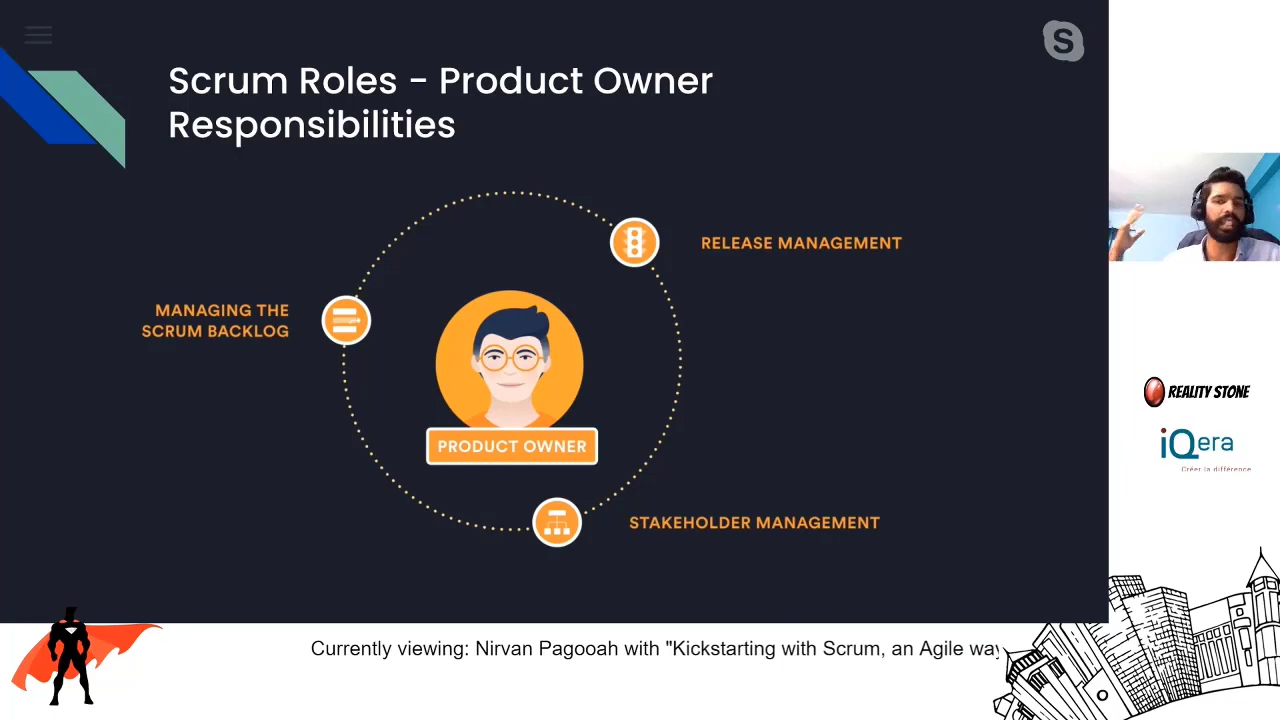 Scrum Roles - Product Owner
Responsibilities
S
RELEASE MANAGEMENT
MANAGING THE
SCRUM BACKLOG
PRODUCT OWNER
STAKEHOLDER MANAGEMENT
REALITY STONE
iQera
Créer la différence
Currently viewing: Nirvan Pagooah with "Kickstarting with Scrum, an Agile way